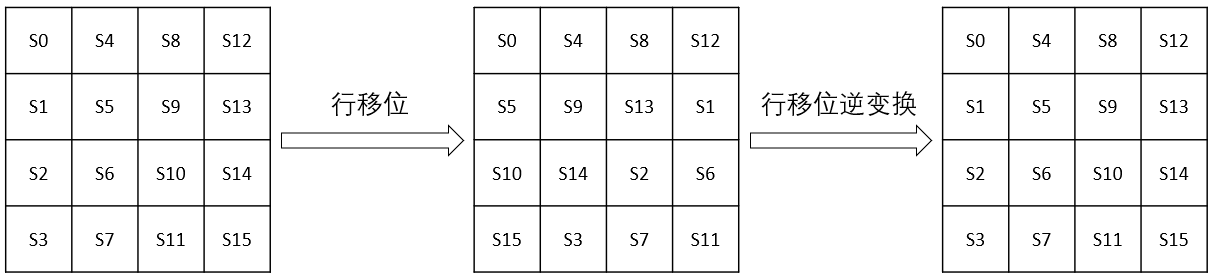 S0 S4 S8 S12
S1 S5 S9 S13
S2 S6 S10 S14
S3 S7 S11 S15
行移位
S0 S4 S8 S12
S5 S9 S13 S1
S10 S14 S2 S6
S15 S3 S7 S11
行移位逆变换
S0 S4 S8 S12
S1 S5 S9 S13
S2 S6 S10 S14
S3 S7 S11 S15